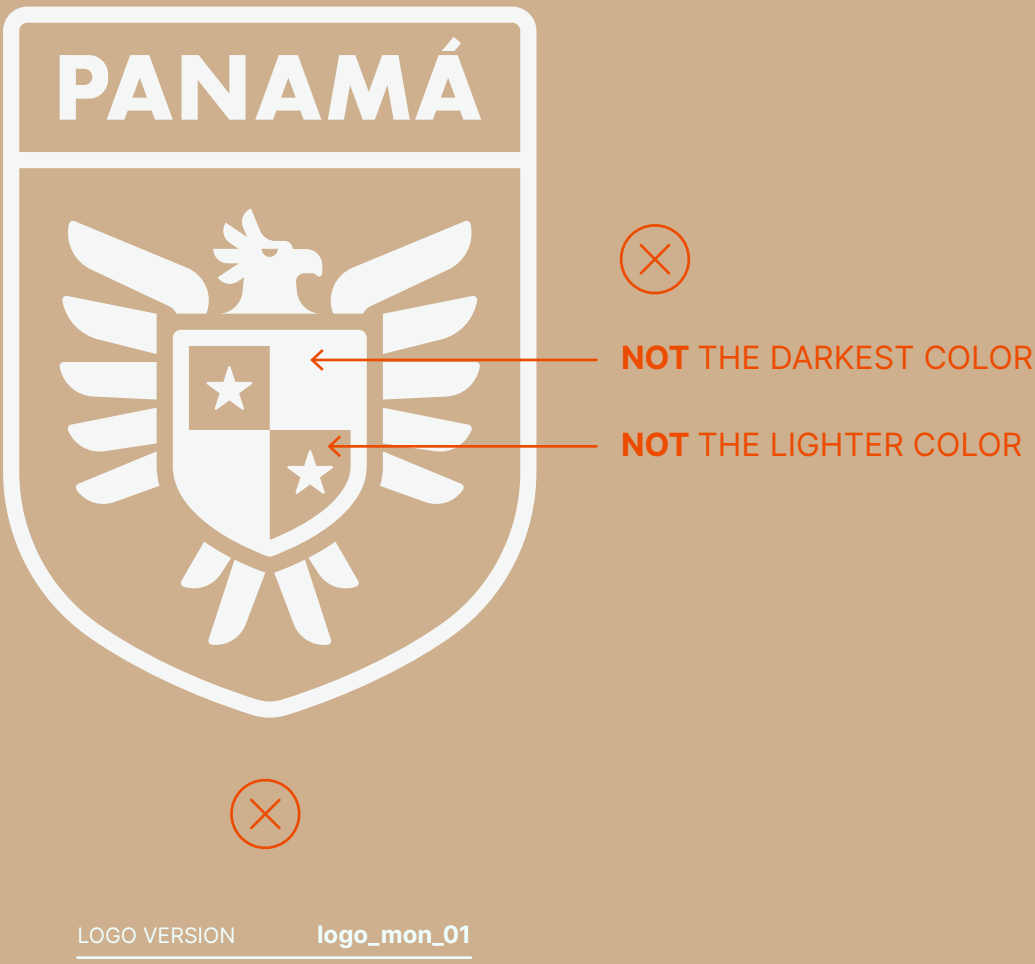 PANAMÁ
NOT THE DARKEST COLOR
NOT THE LIGHTER COLOR
LOGO VERSION logo_mon_01